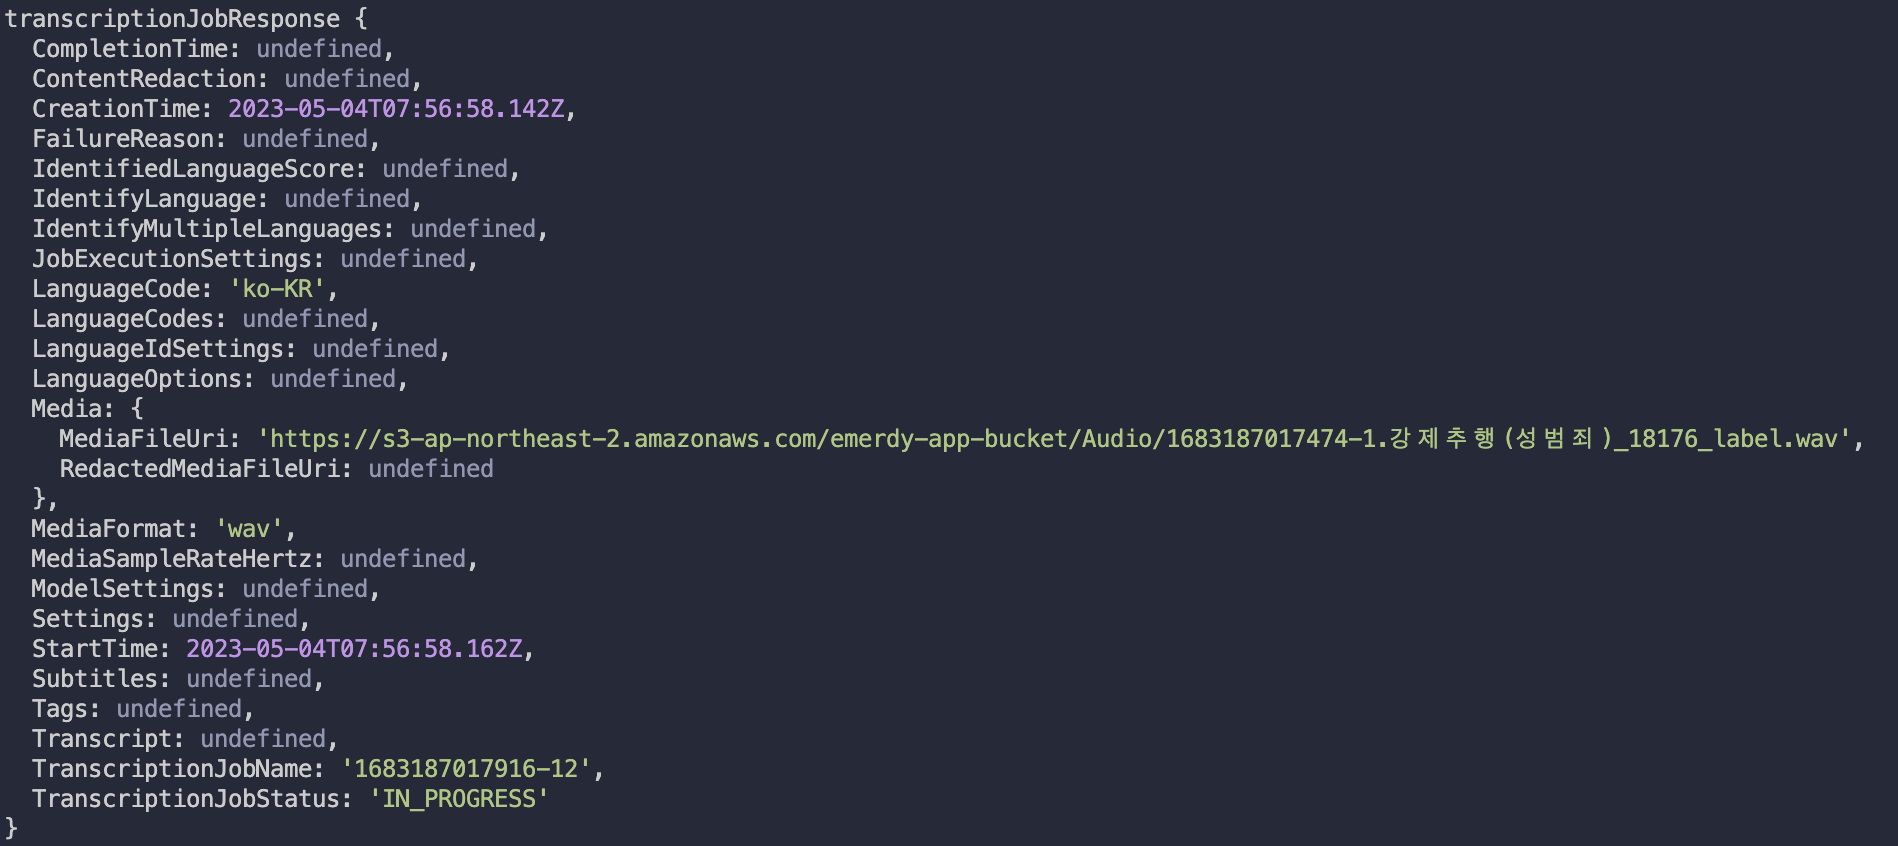 transcriptionJobResponse {
  CompletionTime: undefined,
  ContentRedaction: undefined,
  CreationTime: 2023-05-04T07:56:58.142Z,
  FailureReason: undefined,
  IdentifiedLanguageScore: undefined,
  IdentifyLanguage: undefined,
  IdentifyMultipleLanguages: undefined,
  JobExecutionSettings: undefined,
  LanguageCode: 'ko-KR',
  LanguageCodes: undefined,
  LanguageIdSettings: undefined,
  LanguageOptions: undefined,
  Media: {
    MediaFileUri: 'https://s3-ap-northeast-2.amazonaws.com/emerdy-app-bucket/Audio/1683187017474-1.강제추행(성범죄)_18176_label.wav',
    RedactedMediaFileUri: undefined
  },
  MediaFormat: 'wav',
  MediaSampleRateHertz: undefined,
  ModelSettings: undefined,
  Settings: undefined,
  StartTime: 2023-05-04T07:56:58.162Z,
  Subtitles: undefined,
  Tags: undefined,
  Transcript: undefined,
  TranscriptionJobName: '1683187017916-12',
  TranscriptionJobStatus: 'IN_PROGRESS'
}